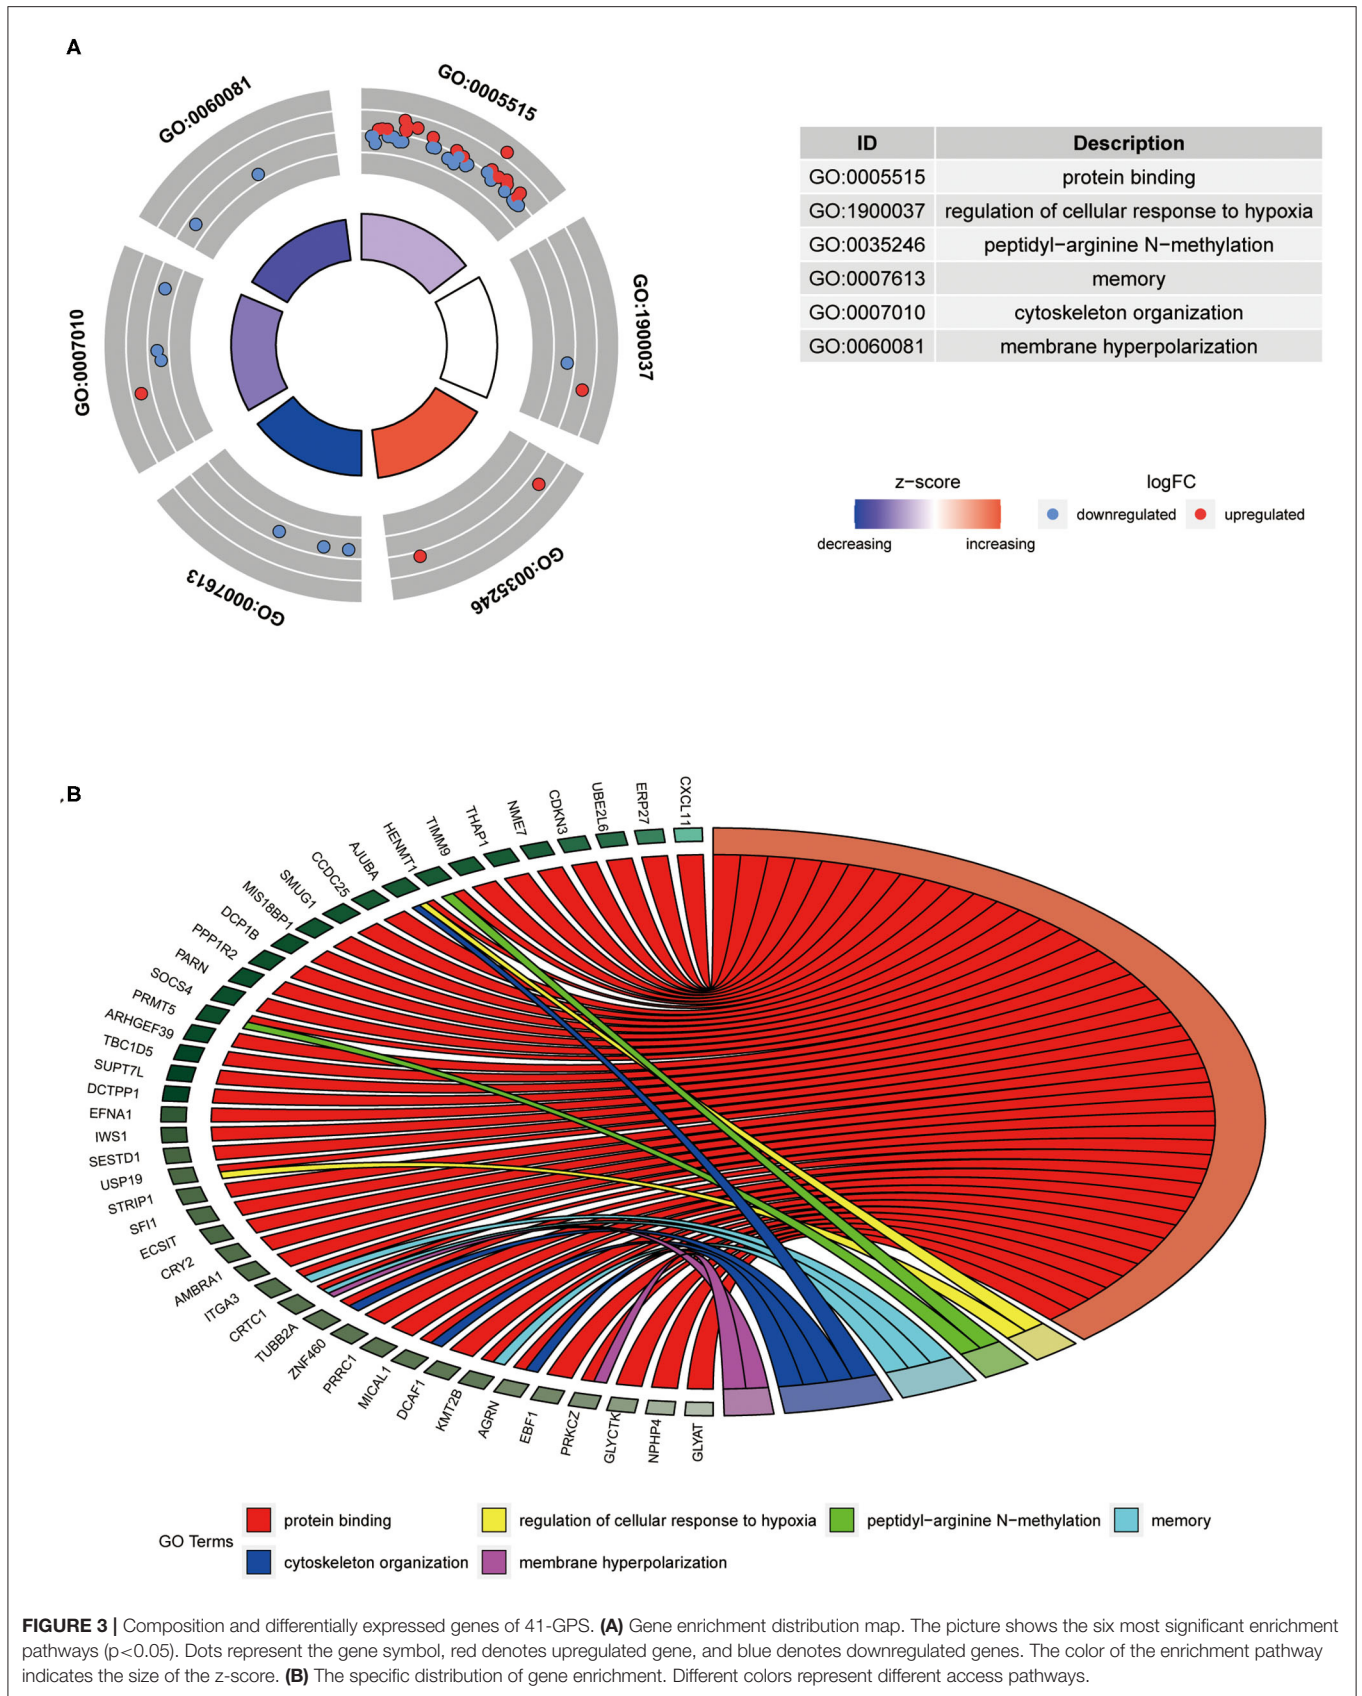 A
GO:0060081
GO:0005515
GO:1900037
GO:0035246
GO:0007613
GO:0007010
ID Description
GO:0005515 protein binding
GO:1900037 regulation of cellular response to hypoxia
GO:0035246 peptidyl−arginine N−methylation
GO:0007613 memory
GO:0007010 cytoskeleton organization
GO:0060081 membrane hyperpolarization
z−score
decreasing increasing
logFC
downregulated upregulated
B
CXCL11
ERP27
UBE2L6
CDKN3
NME7
THAP1
TIMM9
HENMT1
AJUBA
CCDC25
SMUG1
MIS18BP1
DCP1B
PPP1R2
PARN
SOCS4
PRMT5
ARHGEF39
TBC1D5
SUPT7L
DCTPP1
EFNA1
IWS1
SESTD1
USP19
STRIP1
SFI1
ECSIT
CRY2
AMBRA1
ITGA3
CRTC1
TUBB2A
ZNF460
PRRC1
MICAL1
DCAF1
KMT2B
AGRN
EBF1
PRKCZ
GLYCTK
NPHP4
GLYAT
GO Terms
protein binding regulation of cellular response to hypoxia peptidyl−arginine N−methylation memory
cytoskeleton organization membrane hyperpolarization
FIGURE 3 | Composition and differentially expressed genes of 41-GPS. (A) Gene enrichment distribution map. The picture shows the six most significant enrichment
pathways (p<0.05). Dots represent the gene symbol, red denotes upregulated gene, and blue denotes downregulated genes. The color of the enrichment pathway
indicates the size of the z-score. (B) The specific distribution of gene enrichment. Different colors represent different access pathways.